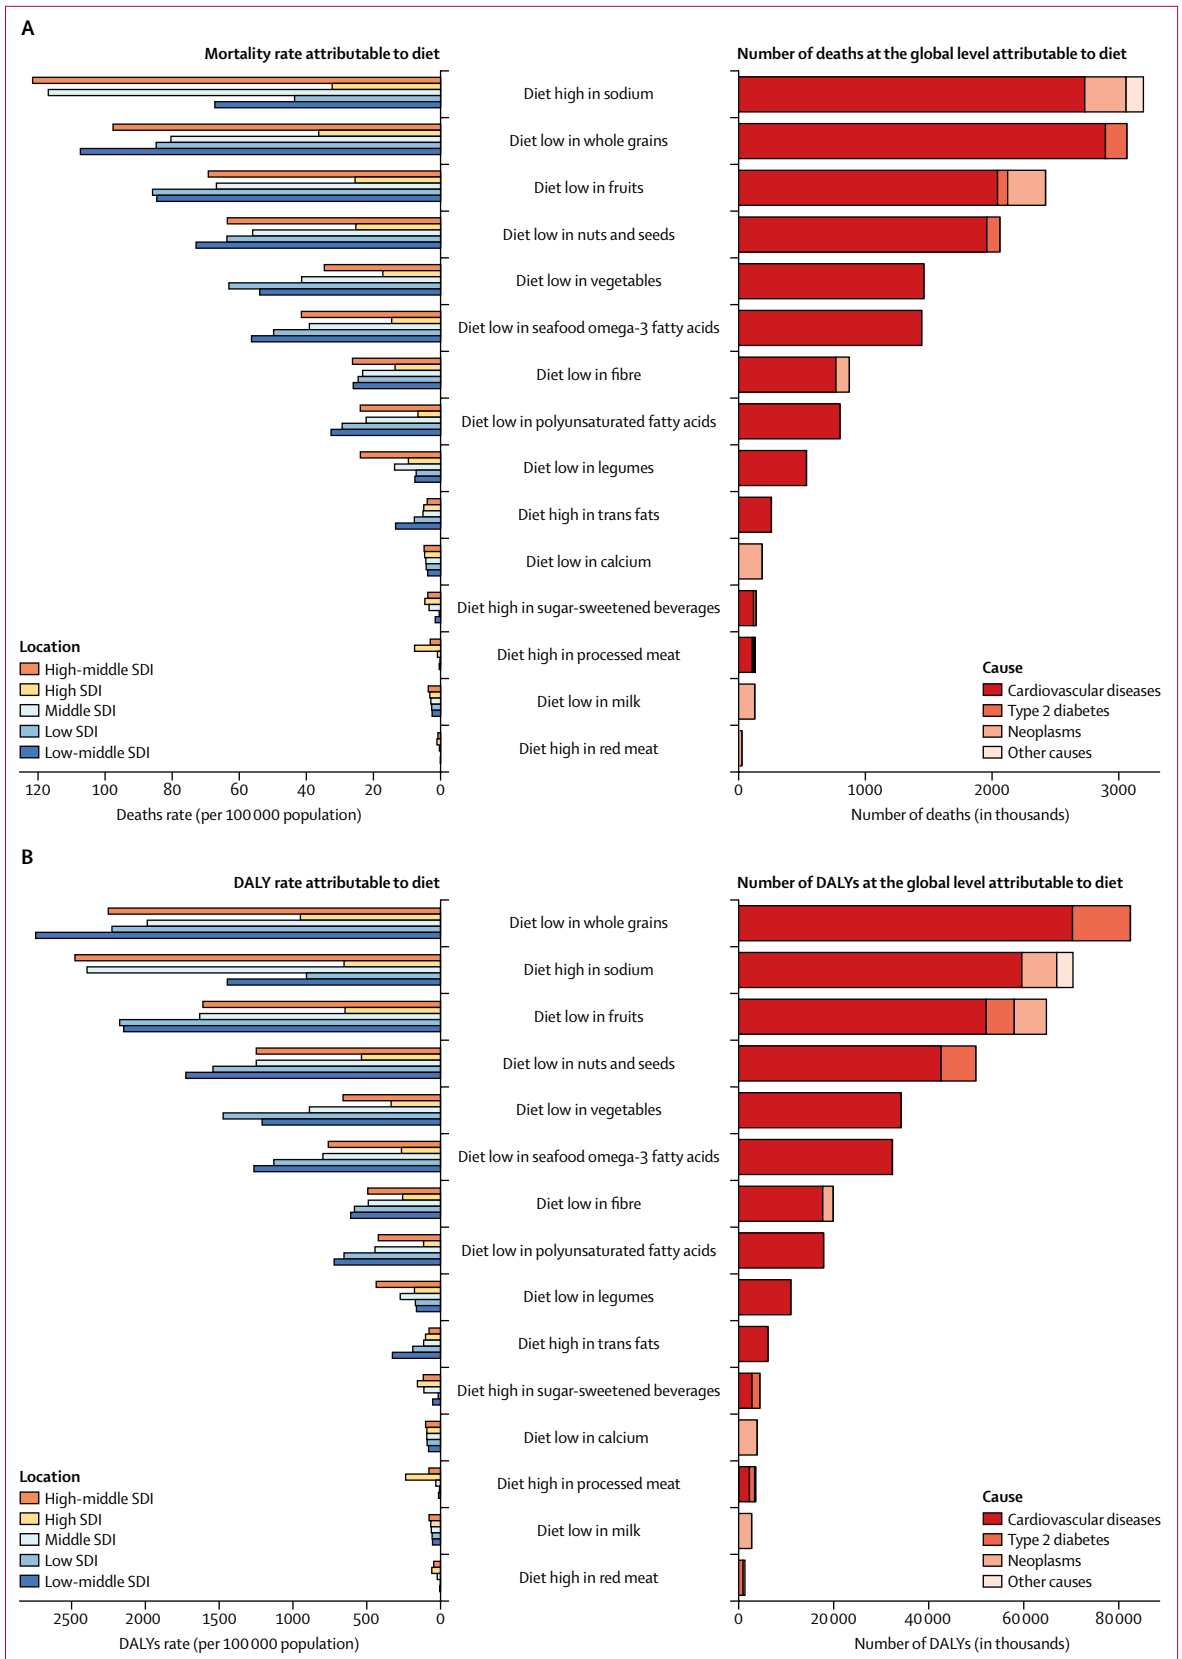 A
Mortality rate attributable to diet
Number of deaths at the global level attributable to diet
Diet high in sodium
Diet low in whole grains
Diet low in fruits
Diet low in nuts and seeds
Diet low in vegetables
Diet low in seafood omega-3 fatty acids
Diet low in fibre
Diet low in polyunsaturated fatty acids
Diet low in legumes
Diet high in trans fats
Diet low in calcium
Diet high in sugar-sweetened beverages
Diet high in processed meat
Diet low in milk
Diet high in red meat
Location
High-middle SDI
High SDI
Middle SDI
Low SDI
Low-middle SDI
Cause
Cardiovascular diseases
Type 2 diabetes
Neoplasms
Other causes
120 100 80 60 40 20 0
Deaths rate (per 100 000 population)
0 1000 2000 3000
Number of deaths (in thousands)
B
DALY rate attributable to diet
Number of DALYs at the global level attributable to diet
Diet low in whole grains
Diet high in sodium
Diet low in fruits
Diet low in nuts and seeds
Diet low in vegetables
Diet low in seafood omega-3 fatty acids
Diet low in fibre
Diet low in polyunsaturated fatty acids
Diet low in legumes
Diet high in trans fats
Diet high in sugar-sweetened beverages
Diet low in calcium
Diet high in processed meat
Diet low in milk
Diet high in red meat
Location
High-middle SDI
High SDI
Middle SDI
Low SDI
Low-middle SDI
Cause
Cardiovascular diseases
Type 2 diabetes
Neoplasms
Other causes
2500 2000 1500 1000 500 0
DALYs rate (per 100 000 population)
0 20 000 40 000 60 000 80 000
Number of DALYs (in thousands)